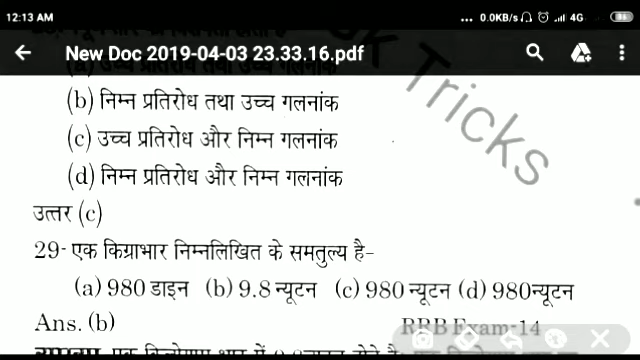 12:13 AM
... 0.0KB/s 4G
New Doc 2019-04-03 23.33.16.pdf
Tricks
(b) निम्न प्रतिरोध तथा उच्च गलनांक
(c) उच्च प्रतिरोध और निम्न गलनांक
(d) निम्न प्रतिरोध और निम्न गलनांक
उत्तर (c)
29- एक किग्राभार निम्नलिखित के समतुल्य है-
(a) 980 डाइन (b) 9.8 न्यूटन (c) 980 न्यूटन (d) 980न्यूटन
Ans. (b)
RRB Exam-14